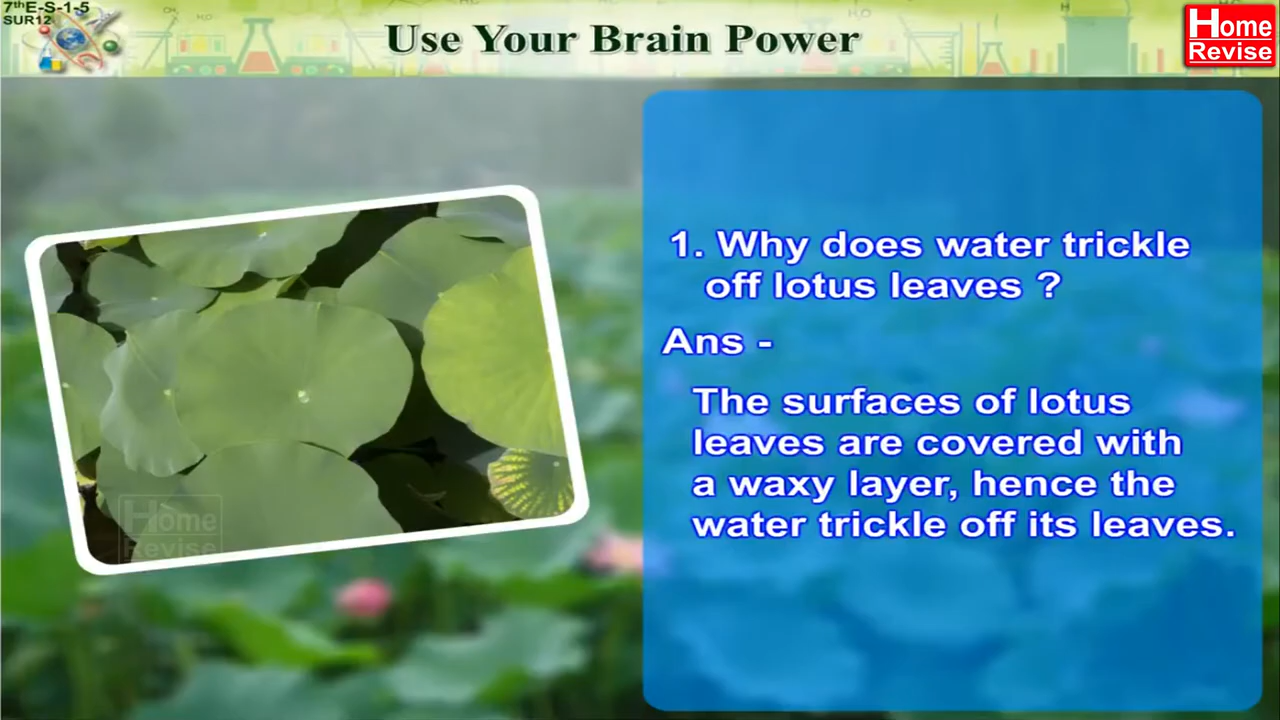 7thE-S-1-5
SUR12
Use Your Brain Power
Home
Revise
1. Why does water trickle
off lotus leaves ?
Ans -
The surfaces of lotus
leaves are covered with
a waxy layer, hence the
water trickle off its leaves.
Home
Revise